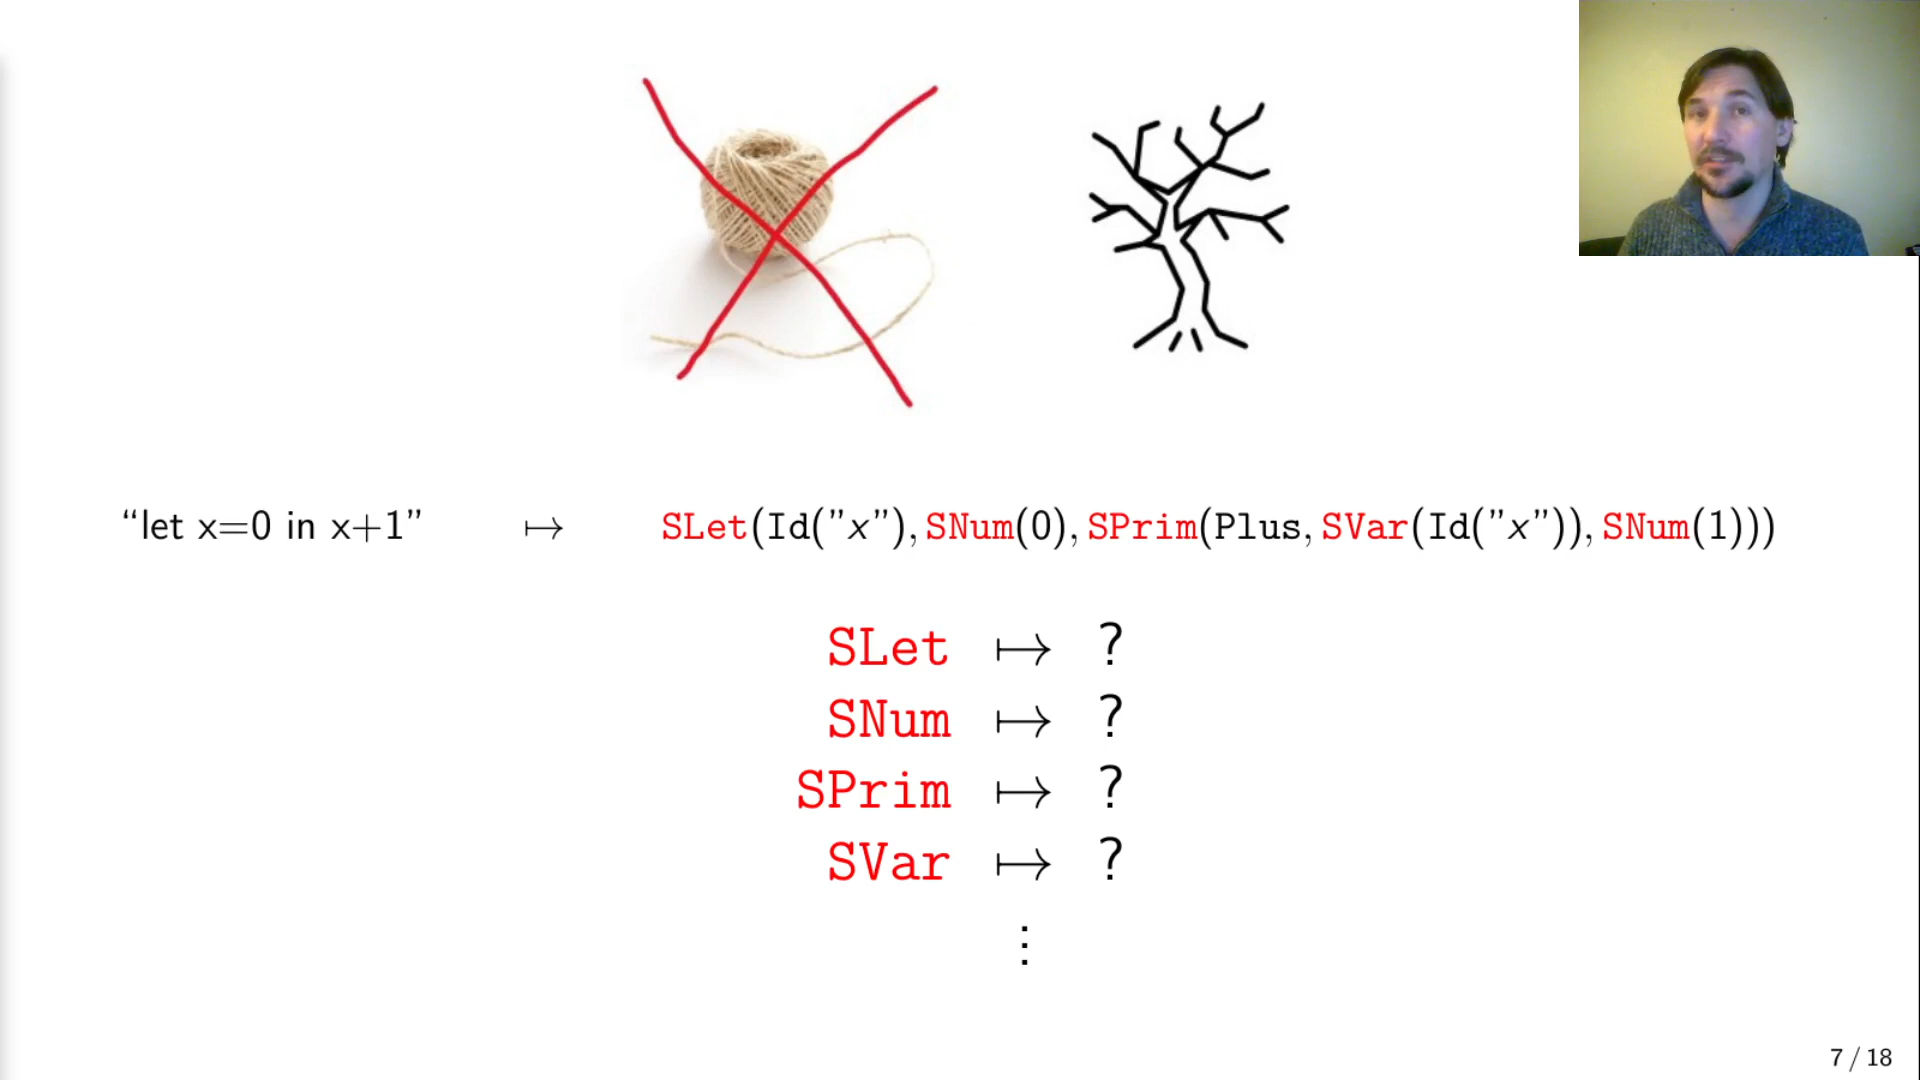 “let x=0 in x+1” ↦ SLet(Id("x"),SNum(0),SPrim(Plus,SVar(Id("x")),SNum(1)))
SLet ↦ ?
SNum ↦ ?
SPrim ↦ ?
SVar ↦ ?
⋮
7 / 18